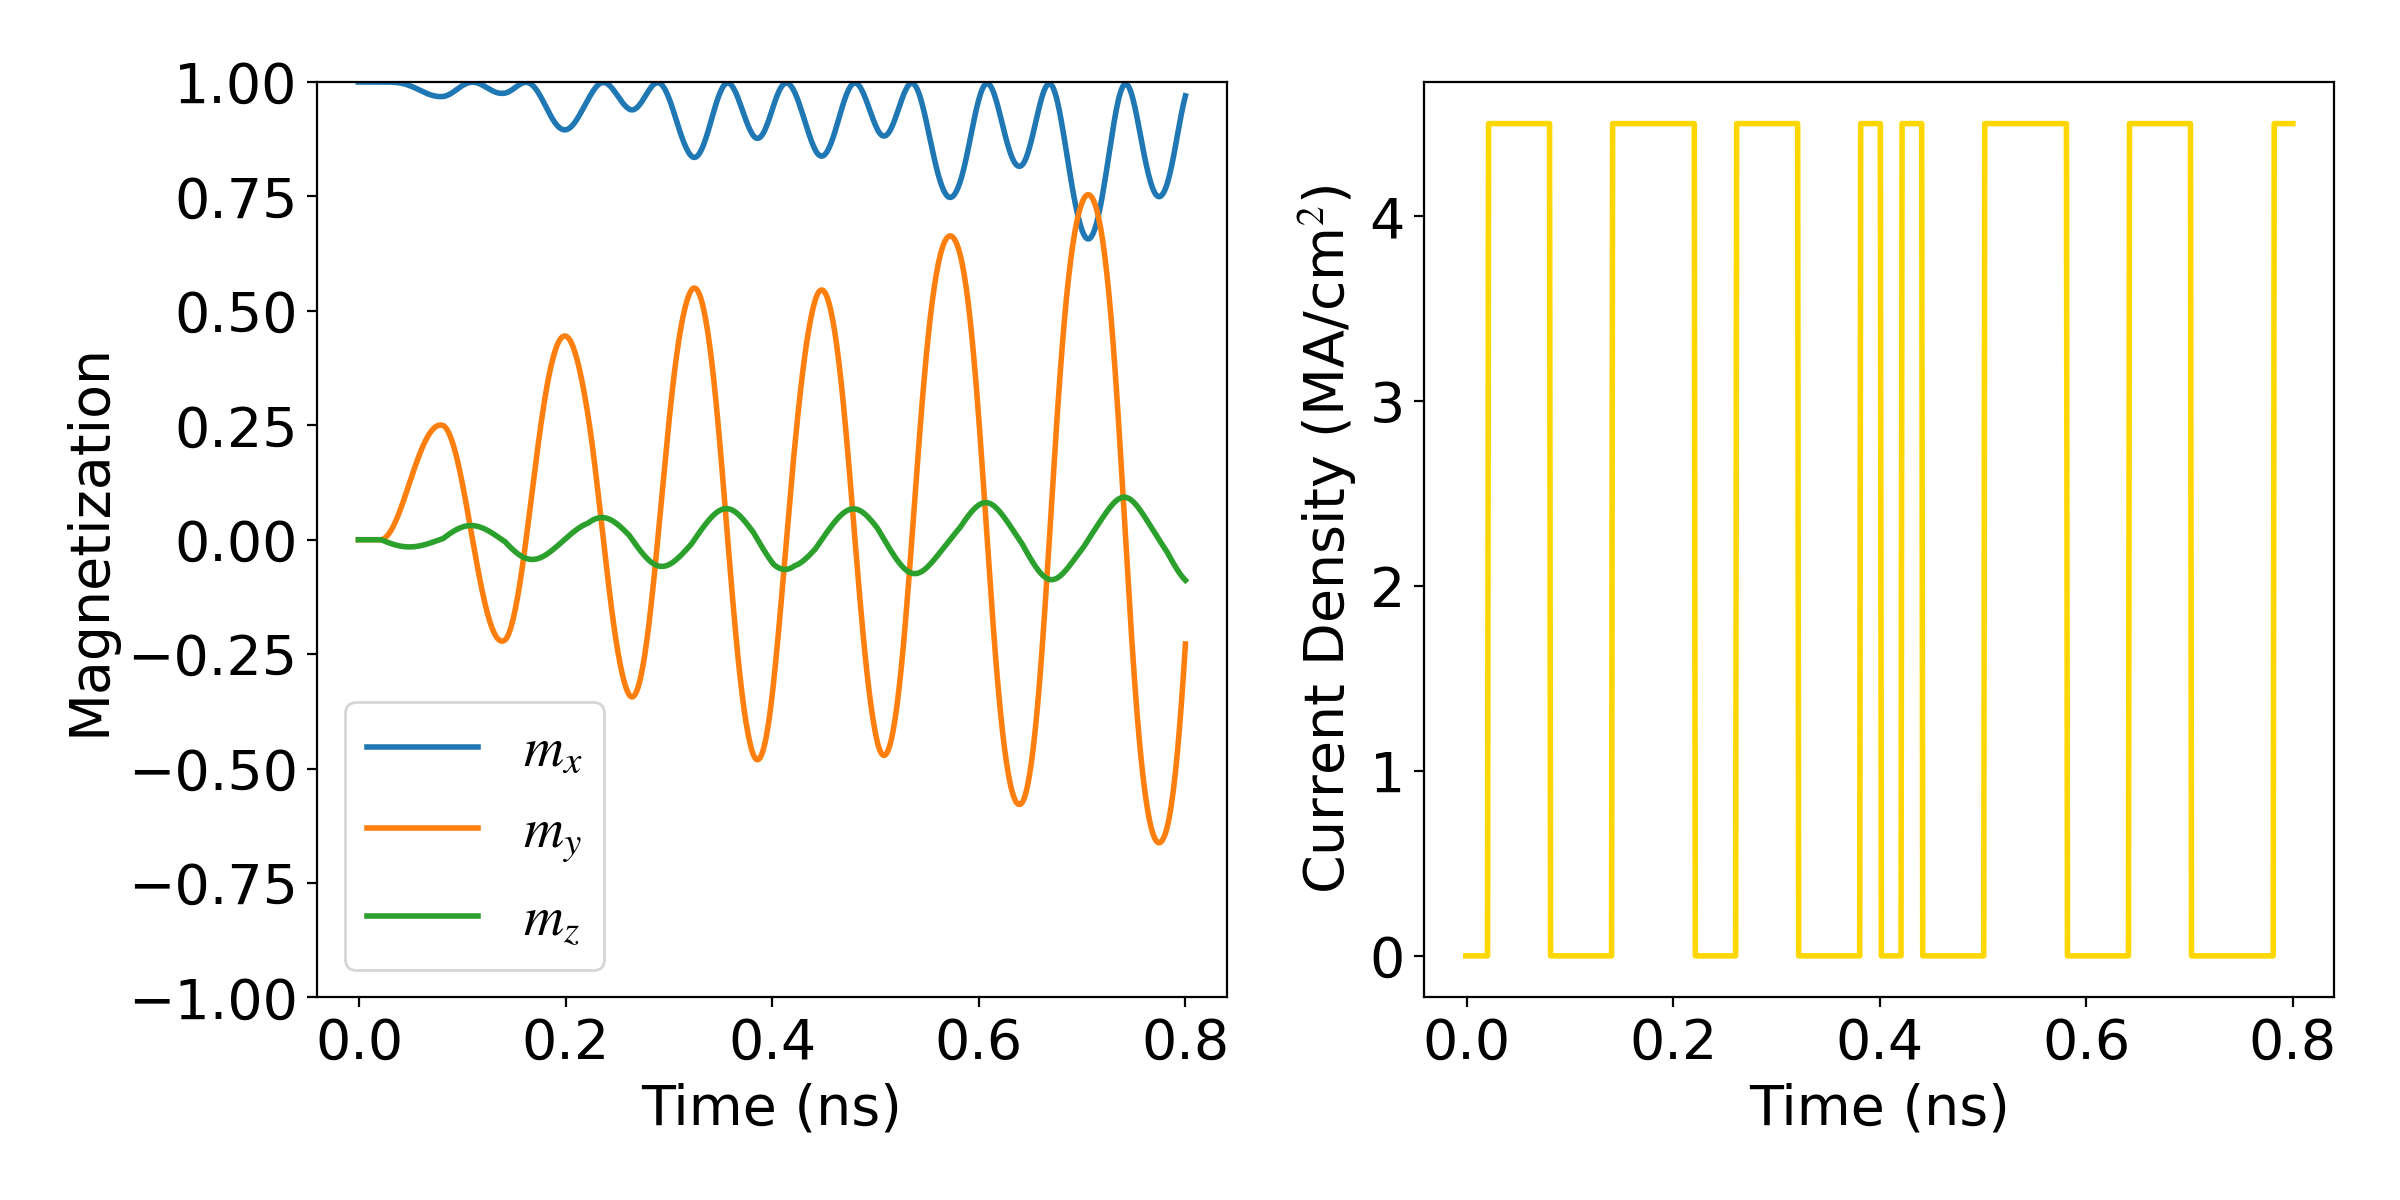 Magnetization
1.00
0.75
0.50
0.25
0.00
−0.25
−0.50
−0.75
−1.00
m_x
m_y
m_z
0.0 0.2 0.4 0.6 0.8
Time (ns)
Current Density (MA/cm²)
4
3
2
1
0
0.0 0.2 0.4 0.6 0.8
Time (ns)